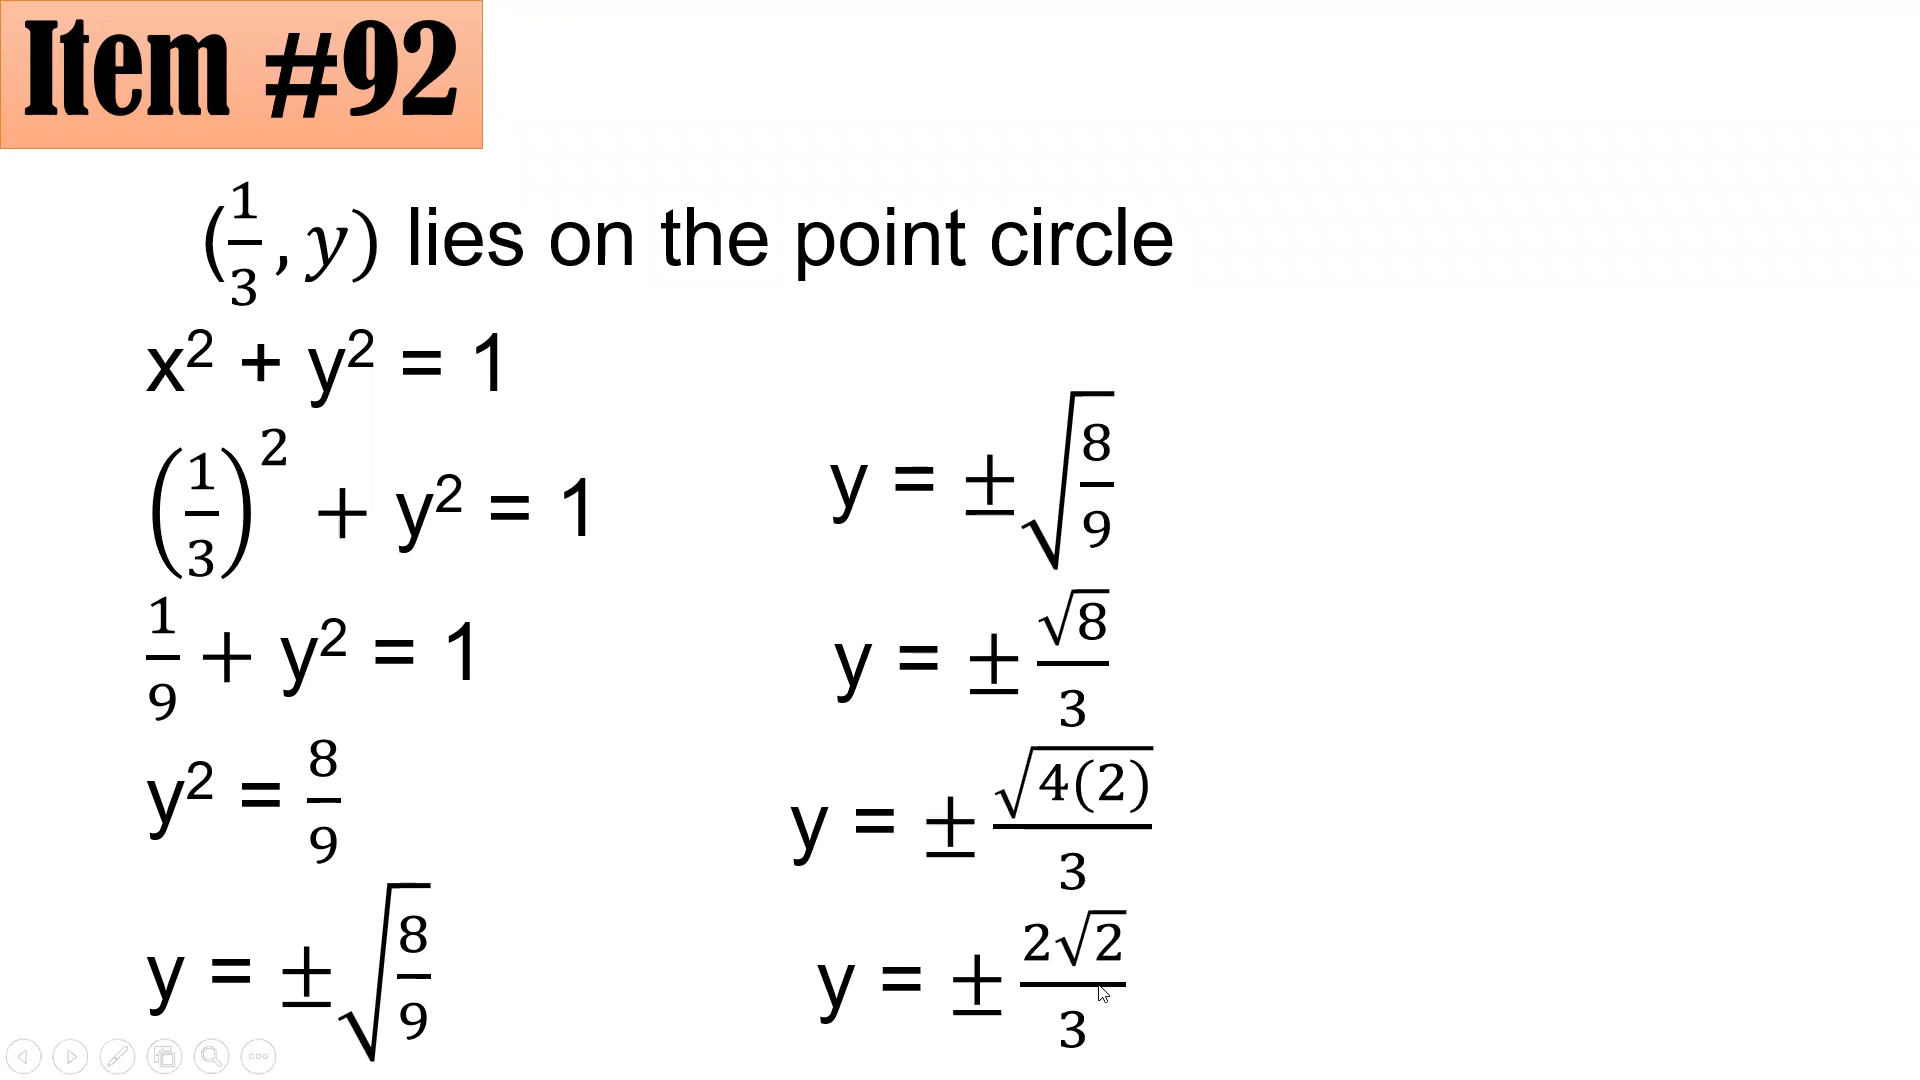 Item #92
(1/3, y) lies on the point circle
x² + y² = 1
(1/3)² + y² = 1
1/9 + y² = 1
y² = 8/9
y = ±√(8/9)
y = ±√(8/9)
y = ±√8/3
y = ±√4(2)/3
y = ±2√2/3